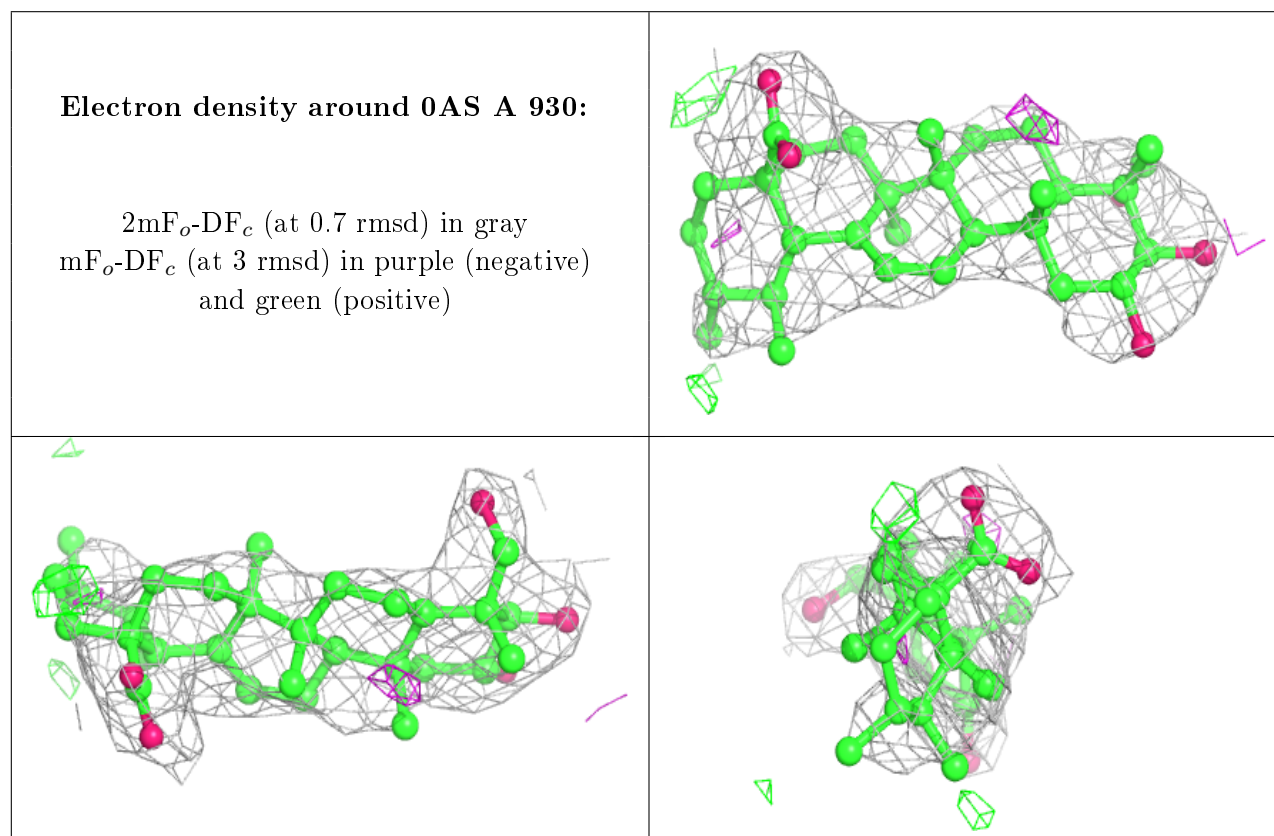 Electron density around 0AS A 930:
2mFₒ-DF𝒸 (at 0.7 rmsd) in gray
mFₒ-DF𝒸 (at 3 rmsd) in purple (negative)
and green (positive)